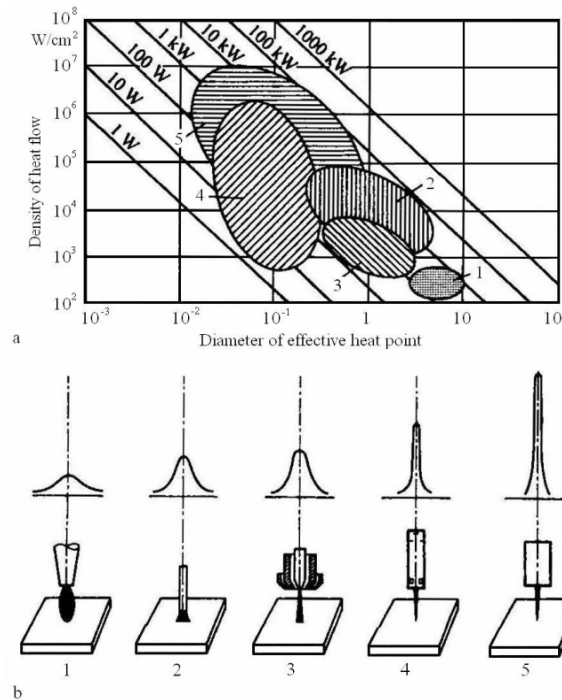 10⁸
W/cm²
10⁷
10⁶
10⁵
10⁴
10³
10²
Density of heat flow
1 W
10 W
100 W
1 kW
10 kW
100 kW
1000 kW
5
4
2
3
1
10⁻³
10⁻²
10⁻¹
1
10
100
a
Diameter of effective heat point
1
2
3
4
5
b